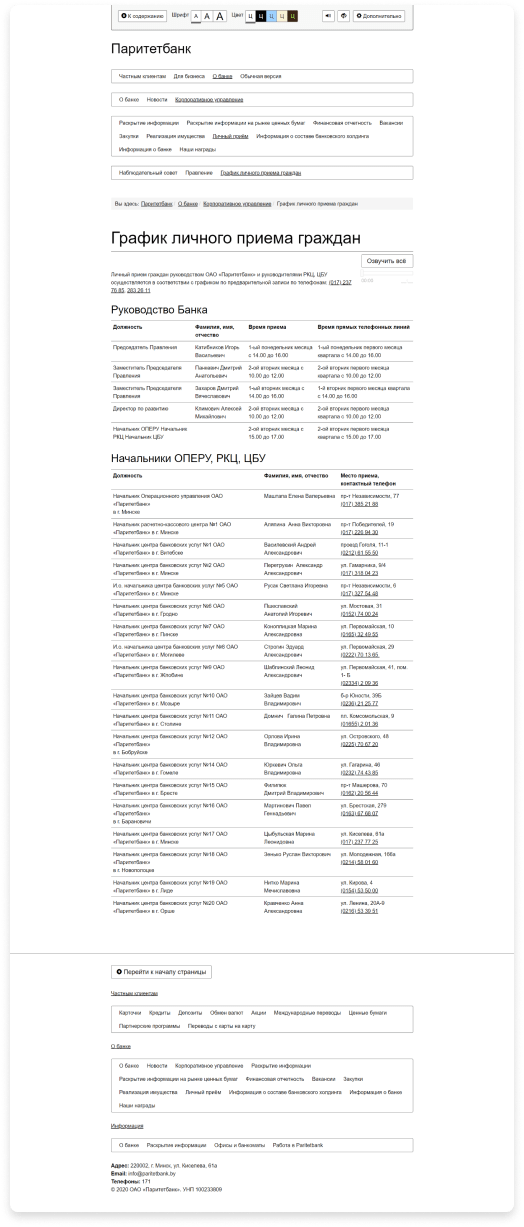 К содержанию Шрифт А А А Цвет Ц Ц Ц Ц Ц Дополнительно
Паритетбанк
Частным клиентам Для бизнеса О банке Обычная версия
О банке Новости Корпоративное управление
Раскрытие информации Раскрытие информации на рынке ценных бумаг Финансовая отчетность Вакансии
Закупки Реализация имущества Личный приём Информация о составе банковского холдинга
Информация о банке Наши награды
Наблюдательный совет Правление График личного приема граждан
Вы здесь: Паритетбанк О банке Корпоративное управление График личного приема граждан
График личного приема граждан
Озвучить всё
Личный прием граждан руководством ОАО «Паритетбанк» и руководителями РКЦ, ЦБУ
осуществляется в соответствии с графиком по предварительной записи по телефонам: (017) 237
76 85, 263 26 11
Руководство Банка
Должность Фамилия, имя, Время приема Время прямых телефонных линий
отчество
Председатель Правления Катибников Игорь 1-ый понедельник месяца 1-ый понедельник первого месяца
Васильевич с 14.00 до 16.00 квартала с 14.00 до 16.00
Заместитель Председателя Панкевич Дмитрий 2-ой вторник месяца с 2-ой вторник первого месяца
Правления Анатольевич 10.00 до 12.00 квартала с 10.00 до 12.00
Заместитель Председателя Захаров Дмитрий 1-ый вторник месяца с 1-й вторник первого месяца квартала
Правления Вячеславович 14.00 до 16.00 с 14.00 до 16.00
Директор по развитию Климович Алексей 2-ой вторник месяца с 2-ой вторник первого месяца
Михайлович 10.00 до 12.00 квартала с 10.00 до 12.00
Начальник ОПЕРУ Начальник 2-ой вторник месяца с 2-ой вторник первого месяца
РКЦ Начальник ЦБУ 15.00 до 17.00 квартала с 15.00 до 17.00
Начальники ОПЕРУ, РКЦ, ЦБУ
Должность Фамилия, имя, отчество Место приема,
контактный телефон
Начальник Операционного управления ОАО Машлапа Елена Валерьевна пр-т Независимости, 77
«Паритетбанк» (017) 385 21 88
в г. Минске
Начальник расчетно-кассового центра №1 ОАО Аляпина Анна Викторовна пр-т Победителей, 19
«Паритетбанк» в г. Минске (017) 226 94 30
Начальник центра банковских услуг №1 ОАО Василевский Андрей проезд Гоголя, 11-1
«Паритетбанк» в г. Витебске Александрович (0212) 61 55 50
Начальник центра банковских услуг №2 ОАО Перегрухин Александр ул. Гамарника, 9/4
«Паритетбанк» в г. Минске Александрович (017) 318 04 23
И.о. начальника центра банковских услуг №5 ОАО Русак Светлана Игоревна пр-т Независимости, 6
«Паритетбанк» в г. Минске (017) 327 54 48
Начальник центра банковских услуг №6 ОАО ул. Мостовая, 31
«Паритетбанк» в г. Гродно Анатолий Игоревич (0152) 74 00 24
Начальник центра банковских услуг №7 ОАО Коноплицкая Марина ул. Первомайская, 10
«Паритетбанк» в г. Пинске Александровна (0165) 32 49 55
И.о. начальника центра банковских услуг №8 ОАО Строгин Эдуард ул. Первомайская, 29
«Паритетбанк» в г. Могилеве Александрович (0222) 70 13 65
Начальник центра банковских услуг №9 ОАО Шаблинский Леонид ул. Первомайская, 41, пом.
«Паритетбанк» в г. Жлобине Александрович 1-Б
(02334) 2 99 36
Начальник центра банковских услуг №10 ОАО Зайцев Вадим б-р Юности, 39Б
«Паритетбанк» в г. Мозыре Владимирович (0236) 21 25 77
Начальник центра банковских услуг №11 ОАО Домнич Галина Петровна пл. Комсомольская, 9
«Паритетбанк» в г. Столине (01655) 2 01 36
Начальник центра банковских услуг №12 ОАО Орлова Ирина ул. Островского, 48
«Паритетбанк» Владимировна (0225) 70 67 20
в г. Бобруйске
Начальник центра банковских услуг №14 ОАО Юркевич Ольга ул. Гагарина, 46
«Паритетбанк» в г. Гомеле Владимировна (0232) 74 43 85
Начальник центра банковских услуг №15 ОАО Филипюк пр-т Машерова, 70
«Паритетбанк» в г. Бресте Дмитрий Владимирович (0162) 20 56 44
Начальник центра банковских услуг №16 ОАО Мартинович Павел ул. Брестская, 279
«Паритетбанк» Геннадьевич (0163) 67 68 07
в г. Барановичи
Начальник центра банковских услуг №17 ОАО Цыбульская Марина ул. Киселева, 61а
«Паритетбанк» в г. Минске Леонидовна (017) 237 77 25
Начальник центра банковских услуг №18 ОАО Зенько Руслан Викторович ул. Молодежная, 166а
«Паритетбанк» (0214) 58 01 60
в г. Новополоцке
Начальник центра банковских услуг №19 ОАО Нитко Марина ул. Кирова, 4
«Паритетбанк» в г. Лиде Мечиславовна (0154) 53 50 00
Начальник центра банковских услуг №20 ОАО Кравченко Анна ул. Ленина, 20А-9
«Паритетбанк» в г. Орше Александровна (0216) 53 30 51
Перейти к началу страницы
Частным клиентам
Карточки Кредиты Депозиты Обмен валют Акции Международные переводы Ценные бумаги
Партнерские программы Переводы с карты на карту
О банке
О банке Новости Корпоративное управление Раскрытие информации
Раскрытие информации на рынке ценных бумаг Финансовая отчетность Вакансии Закупки
Реализация имущества Личный приём Информация о составе банковского холдинга Информация о банке
Наши награды
Информация
О банке Раскрытие информации Офисы и банкоматы Работа в Paritetbank
Адрес: 220002, г. Минск, ул. Киселева, 61а
Email: info@paritetbank.by
Телефоны: 171
© 2020 ОАО «Паритетбанк». УНП 100233809